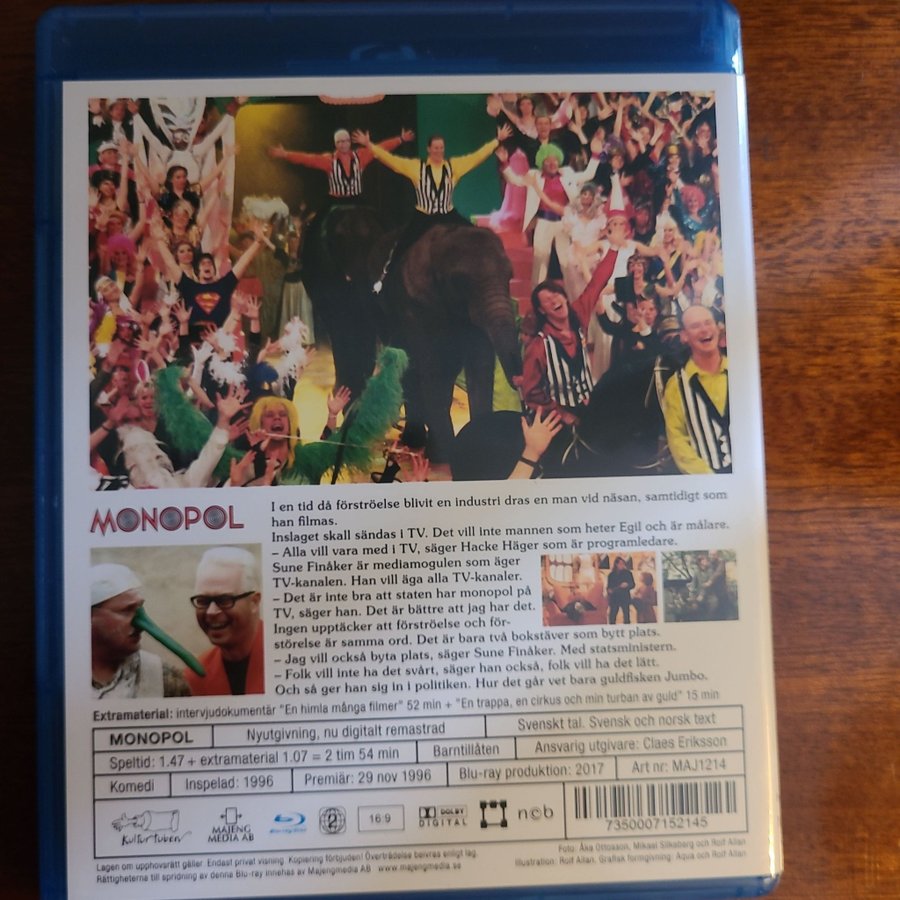 I en tid då förströelse blivit en industri dras en man vid näsan, samtidigt som
han filmas.
MONOPOL
Inslaget skall sändas i TV. Det vill inte mannen som heter Egil och är målare.
– Alla vill vara med i TV, säger Hacke Häger som är programledare.
Sune Finåker är mediamogulen som äger
TV-kanalen. Han vill äga alla TV-kanaler.
– Det är inte bra att staten har monopol på
TV, säger han. Det är bättre att jag har det.
Ingen upptäcker att förströelse och för-
störelse är samma ord. Det är bara två bokstäver som bytt plats.
– Jag vill också byta plats, säger Sune Finåker. Med statsministern.
– Folk vill inte ha det svårt, säger han också, folk vill ha det lätt.
Och så ger han sig in i politiken. Hur det går vet bara guldfisken Jumbo.
Extramaterial: intervjudokumentär "En himla många filmer" 52 min + "En trappa, en cirkus och min turban av guld" 15 min
MONOPOL Nyutgivning, nu digitalt remastrad Svenskt tal. Svensk och norsk text
Speltid: 1.47 + extramaterial 1.07 = 2 tim 54 min Barntillåten Ansvarig utgivare: Claes Eriksson
Komedi Inspelad: 1996 Premiär: 29 nov 1996 Blu-ray produktion: 2017 Art nr: MAJ1214
Kulturtuben
MAJENG
MEDIA AB
Blu-ray Disc
2
16:9
DOLBY
DIGITAL
ncb
7350007152145
Foto: Åke Ottosson, Mikael Silkeberg och Rolf Allan
Illustration: Rolf Allan. Grafisk formgivning: Aqua och Rolf Allan
Lagen om upphovsrätt gäller. Endast privat visning. Kopiering förbjuden! Överträdelse beivras enligt lag.
Rättigheterna till spridning av denna Blu-ray innehas av Majengmedia AB www.majengmedia.se